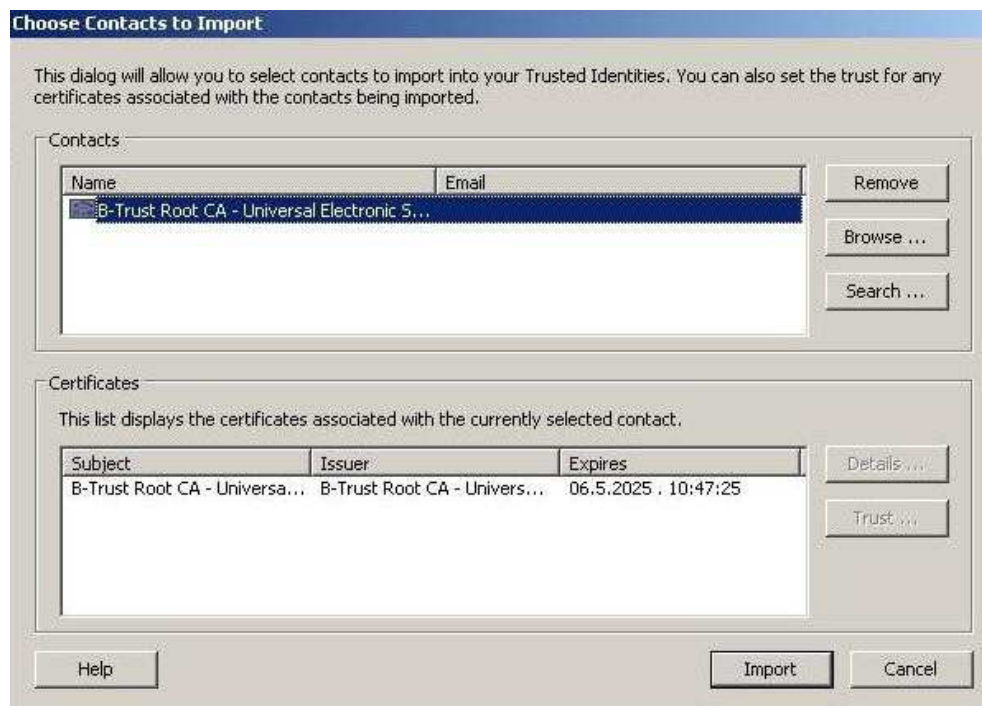 Choose Contacts to Import
This dialog will allow you to select contacts to import into your Trusted Identities. You can also set the trust for any
certificates associated with the contacts being imported.
Contacts
Name Email
B-Trust Root CA - Universal Electronic S...
Remove
Browse ...
Search ...
Certificates
This list displays the certificates associated with the currently selected contact.
Subject Issuer Expires
B-Trust Root CA - Universa... B-Trust Root CA - Univers... 06.5.2025 . 10:47:25
Details ...
Trust ...
Help Import Cancel